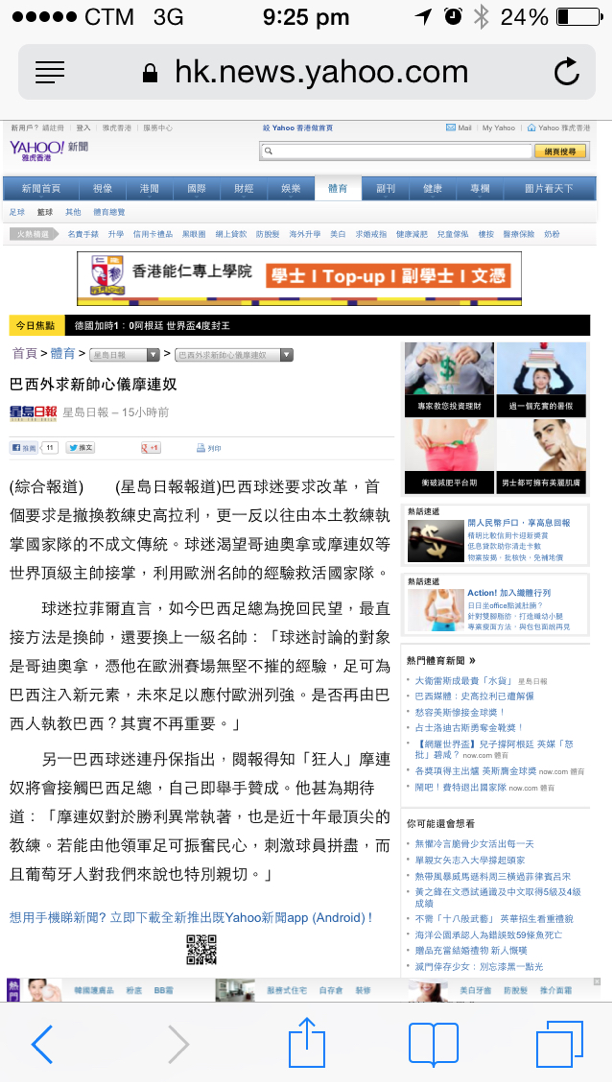 CTM 3G 9:25 pm 24%
hk.news.yahoo.com
新用戶？ 請註冊 登入 雅虎香港 服務中心 設 Yahoo 香港做首頁 Mail My Yahoo Yahoo 雅虎香港
YAHOO! 新聞
雅虎香港
網頁搜尋
新聞首頁 視像 港聞 國際 財經 娛樂 體育 副刊 健康 專欄 圖片看天下
足球 籃球 其他 體育總覽
火熱精選 名貴手錶 升學 信用卡禮品 黑眼圈 網上貸款 防脫髮 海外升學 美白 求婚戒指 健康減肥 兒童傢俬 樓按 醫療保險 奶粉
香港能仁專上學院 學士 | Top-up | 副學士 | 文憑
今日焦點 德國加時1：0阿根廷 世界盃4度封王
首頁 > 體育 > 星島日報 > 巴西外求新帥心儀摩連奴
巴西外求新帥心儀摩連奴
星島日報 星島日報 – 15小時前
推薦 11 推文 +1 列印
(綜合報道) (星島日報報道)巴西球迷要求改革，首
個要求是撤換教練史高拉利，更一反以往由本土教練執
掌國家隊的不成文傳統。球迷渴望哥迪奧拿或摩連奴等
世界頂級主帥接掌，利用歐洲名帥的經驗救活國家隊。
球迷拉菲爾直言，如今巴西足總為挽回民望，最直
接方法是換帥，還要換上一級名帥：「球迷討論的對象
是哥迪奧拿，憑他在歐洲賽場無堅不摧的經驗，足可為
巴西注入新元素，未來足以應付歐洲列強。是否再由巴
西人執教巴西？其實不再重要。」
另一巴西球迷連丹保指出，閱報得知「狂人」摩連
奴將會接觸巴西足總，自己即舉手贊成。他甚為期待
道：「摩連奴對於勝利異常執著，也是近十年最頂尖的
教練。若能由他領軍足可振奮民心，刺激球員拼盡，而
且葡萄牙人對我們來說也特別親切。」
想用手機睇新聞? 立即下載全新推出既Yahoo新聞app (Android) !
專家教您投資理財 過一個充實的暑假
衝破減肥平台期 男士都可擁有美麗肌膚
熱話速遞
開人民幣戶口，享高息回報
精明比較信用卡迎新獎賞
低息貸款助你清走卡數
物業按揭，批核快，免補地價
熱話速遞
Action! 加入纖體行列
日日坐office點減肚腩？
針對雙腳脂肪，打造纖幼小腿
專業瘦面方法，與包包面說再見
熱門體育新聞 »
大衛雷斯成最貴「水貨」 星島日報
巴西媒體：史高拉利已遭解僱
愁容美斯慘接金球獎！
占士洛迪古斯勇奪金靴獎！
【網羅世界盃】兒子撐阿根廷 英媒「怒
批」碧咸？ now.com 體育
各獎項得主出爐 美斯膺金球獎 now.com 體育
鬧吧！費特退出國家隊 now.com 體育
你可能還會想看
無懼冷言脆骨少女活出每一天
單親女矢志入大學撐起頭家
熱帶風暴威馬遜料周三橫過菲律賓呂宋
黃之鋒在文憑試通識及中文取得5級及4級
成績
不需「十八般武藝」 英華招生看重禮貌
海洋公園承認人為錯誤致59條魚死亡
贈品充當結婚禮物 新人慨嘆
滅門倖存少女：別忘漆黑一點光
熱門 韓國護膚品 粉底 BB霜 服務式住宅 自存倉 裝修 美白牙齒 防脫髮 推介面霜